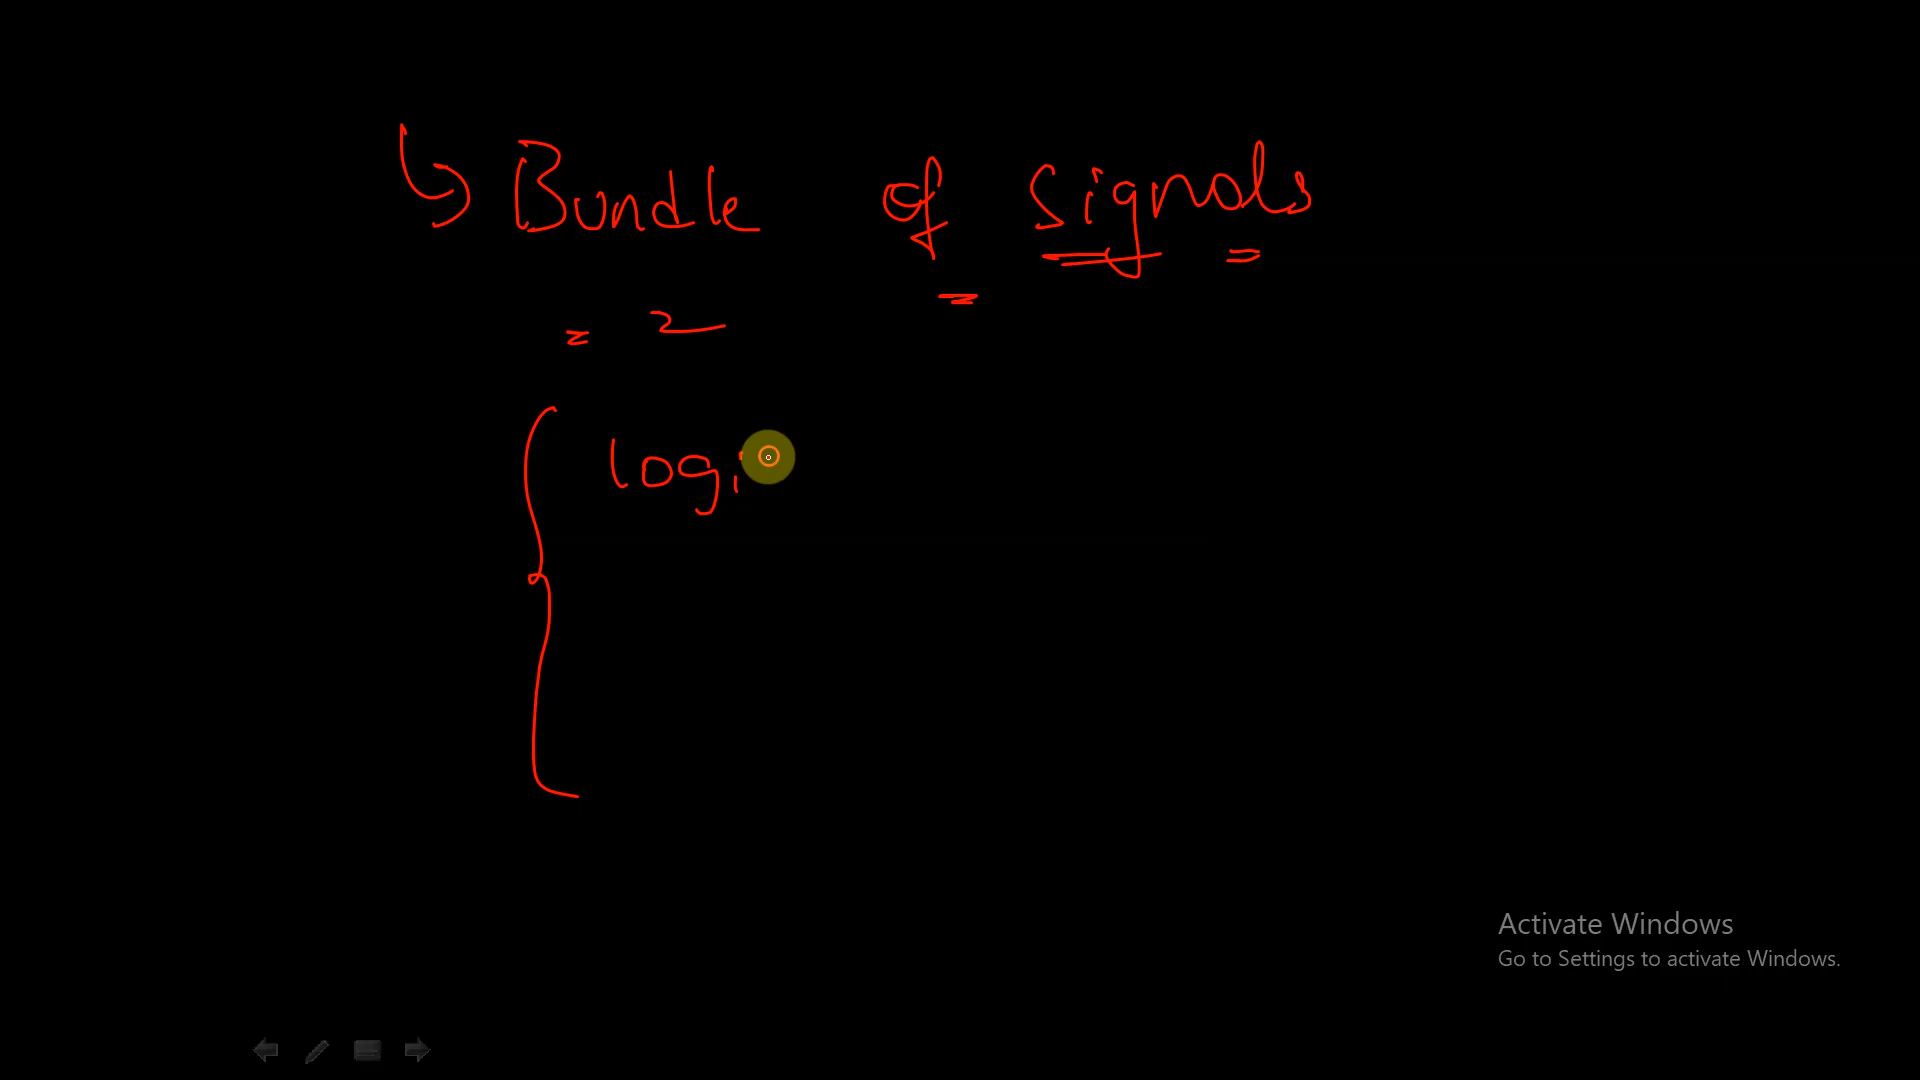 Bundle of Signals
logi
Activate Windows
Go to Settings to activate Windows.